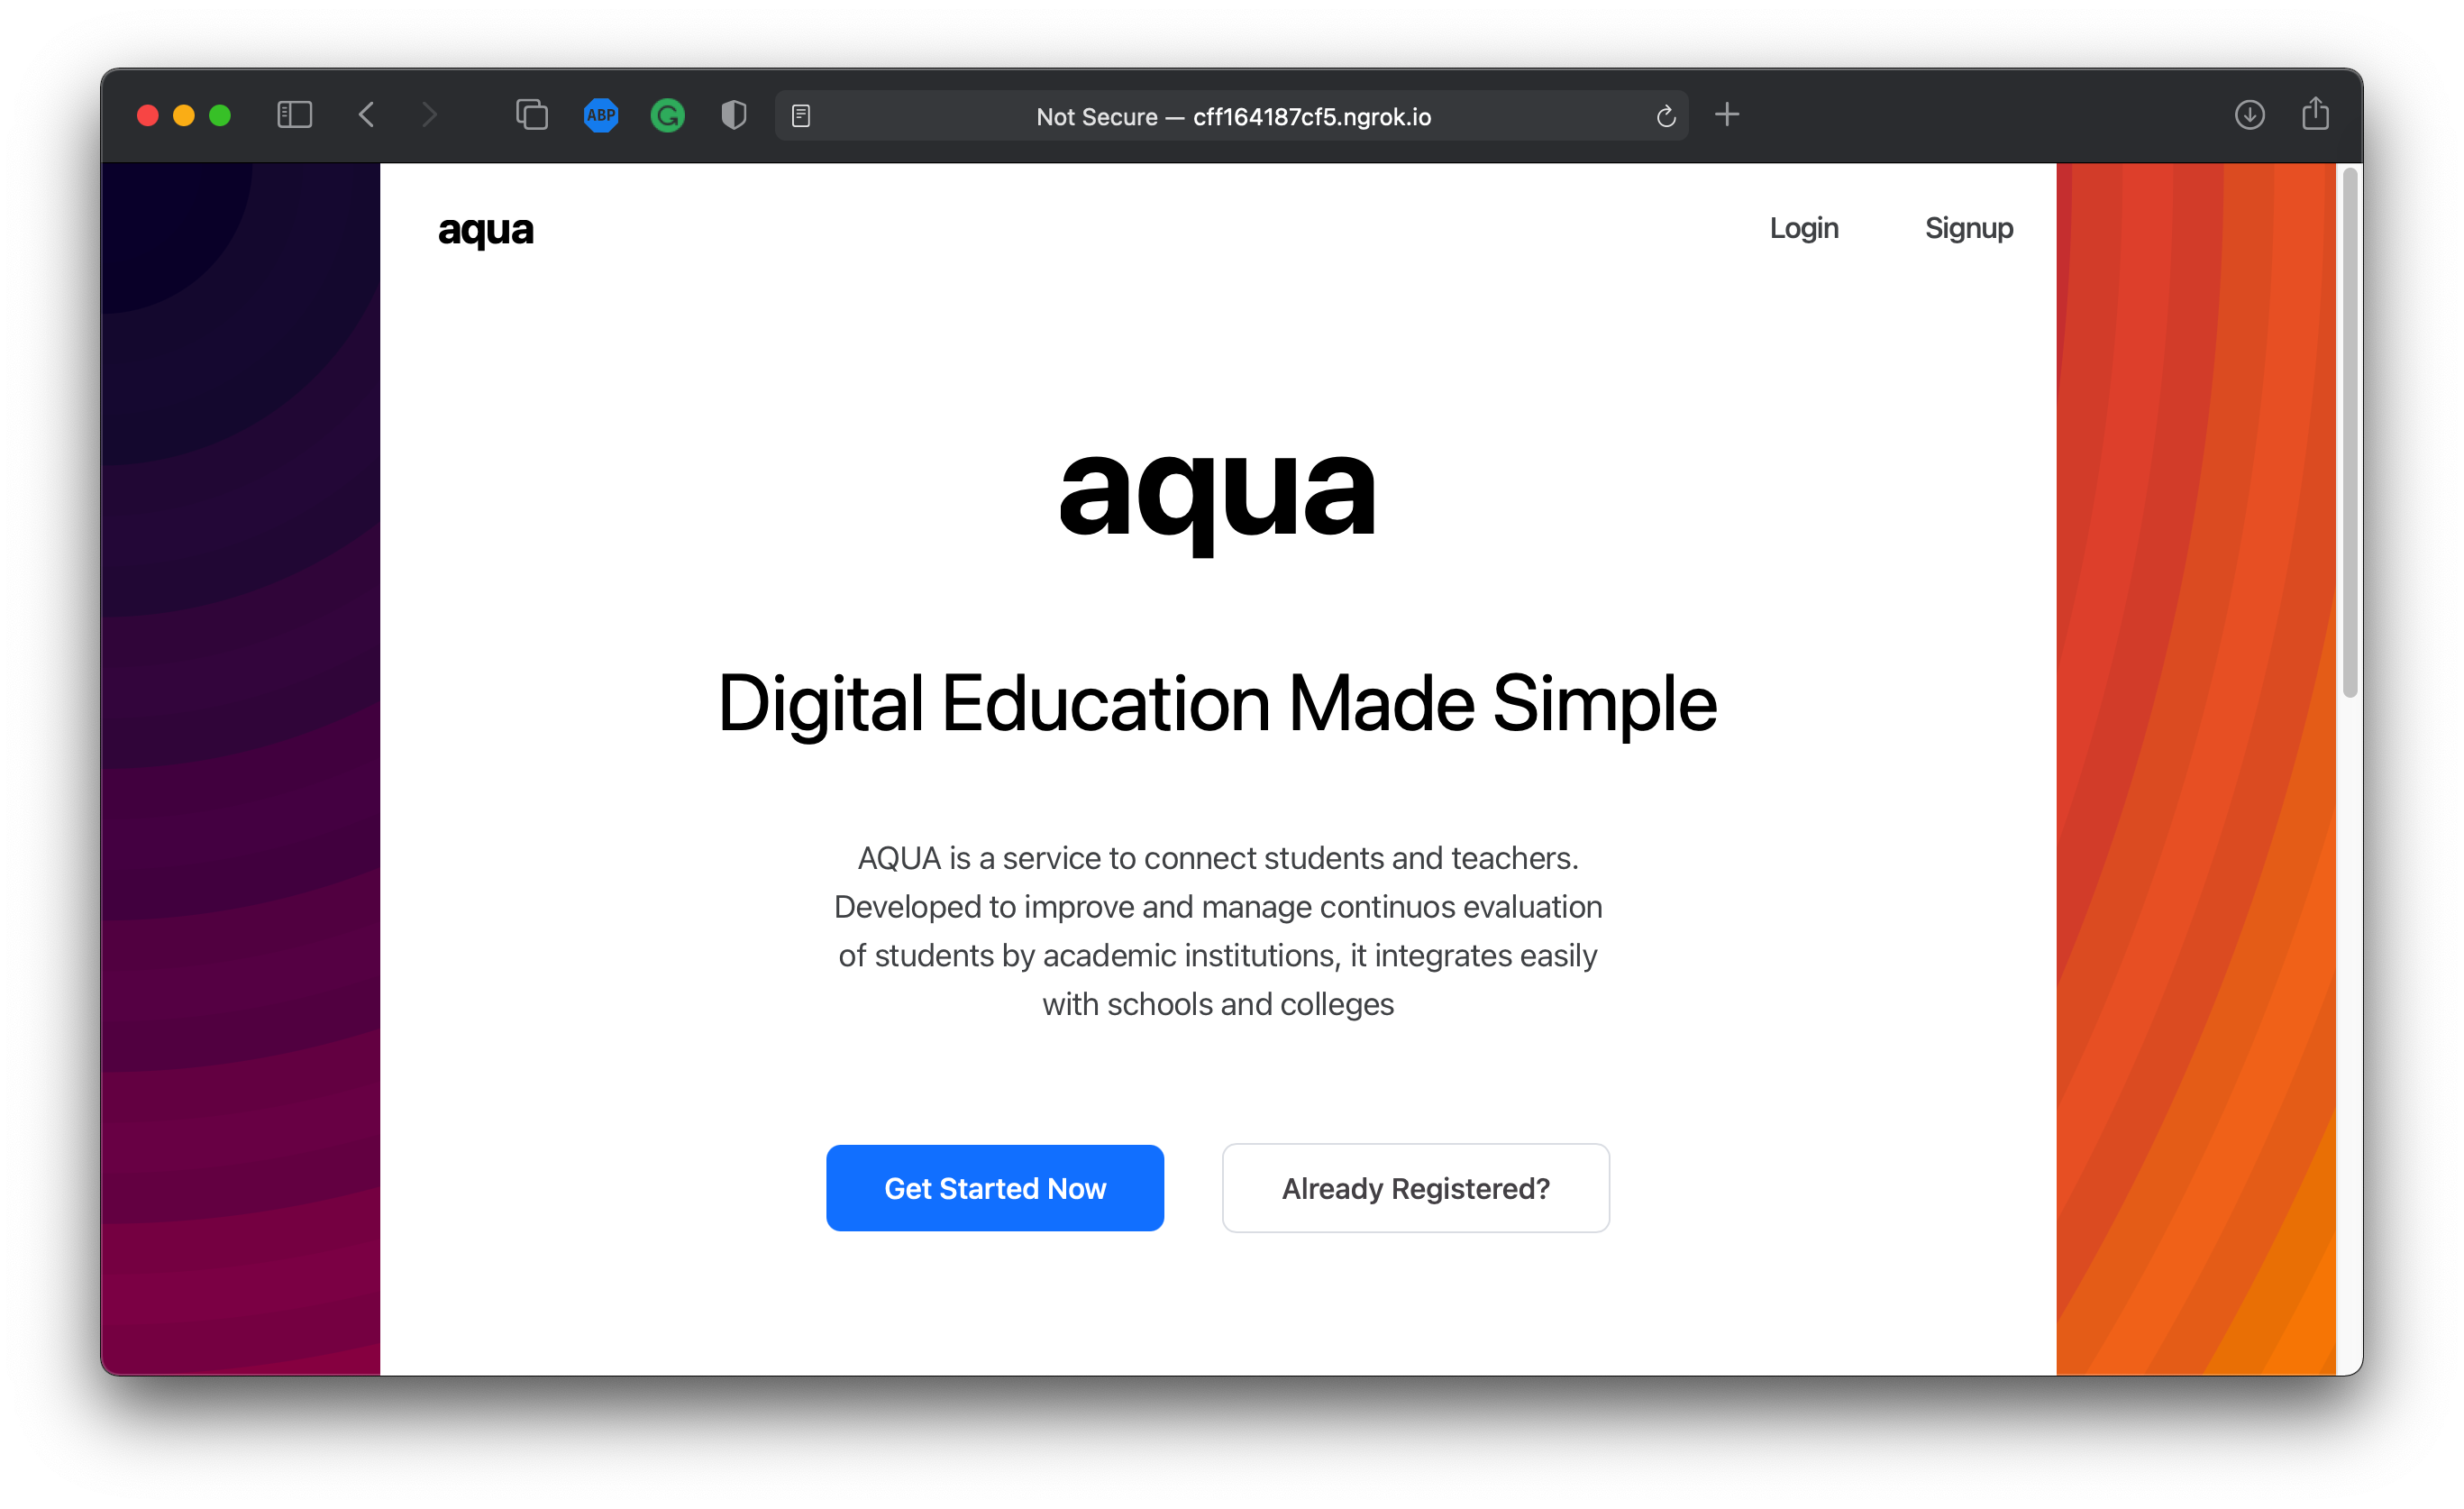 ABP
Not Secure — cff164187cf5.ngrok.io
aqua
Login
Signup
aqua
Digital Education Made Simple
AQUA is a service to connect students and teachers.
Developed to improve and manage continuos evaluation
of students by academic institutions, it integrates easily
with schools and colleges
Get Started Now
Already Registered?